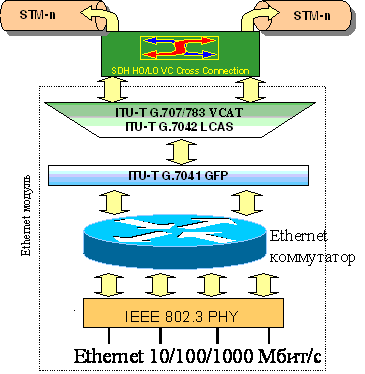 STM-n
STM-n
SDH HO/LO VC Cross Connection
ITU-T G.707/783 VCAT
ITU-T G.7042 LCAS
ITU-T G.7041 GFP
Ethernet модуль
Ethernet
коммутатор
IEEE 802.3 PHY
Ethernet 10/100/1000 Мбит/с